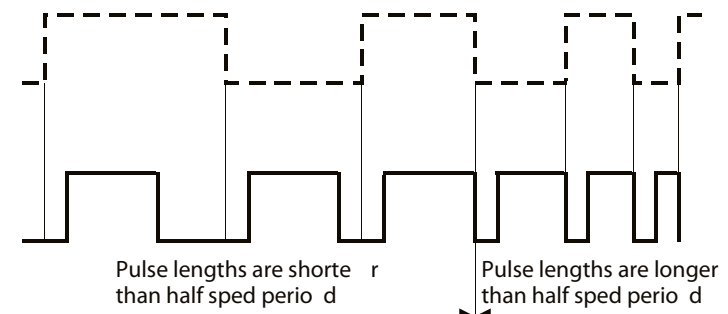 Pulse lengths are shorte r
than half sped perio d
Pulse lengths are longer
than half sped perio d